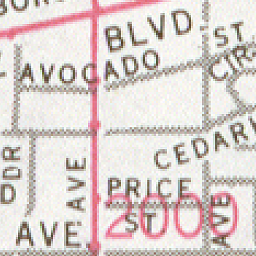 BLVD
ST.
AVOCADO
CIR.
CEDAR
DR
AVE
PRICE
2000
ST
AVE
AVE.